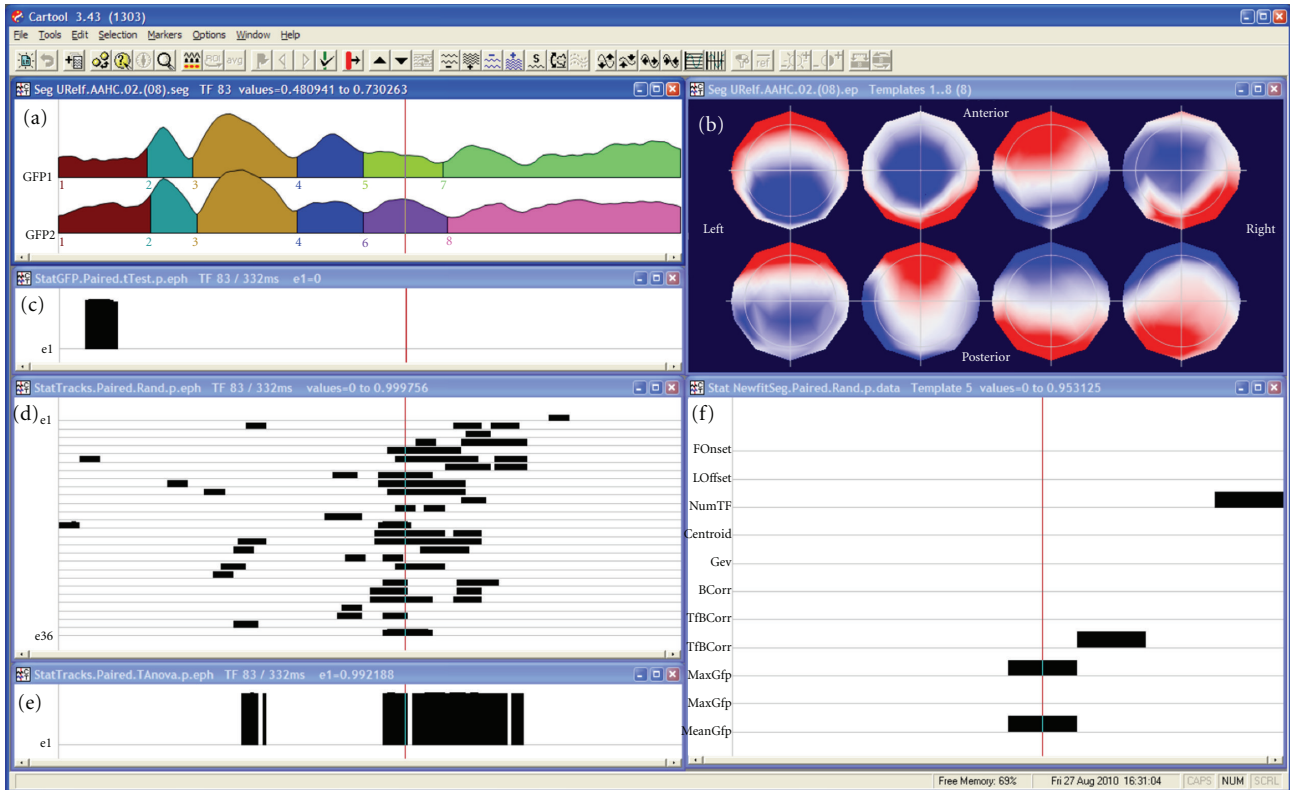 Cartool 3.43 (1303)
File Tools Edit Selection Markers Options Window Help
ROI avg ref
Seg URelf.AAHC.02.(08).seg TF 83 values=0.480941 to 0.730263
(a)
GFP1
1 2 3 4 5 7
GFP2
1 2 3 4 6 8
Seg URelf.AAHC.02.(08).ep Templates 1..8 (8)
(b)
Anterior
Left
Right
Posterior
StatGFP.Paired.tTest.p.eph TF 83 / 332ms e1=0
(c)
e1
StatTracks.Paired.Rand.p.eph TF 83 / 332ms values=0 to 0.999756
(d)
e1
e36
StatTracks.Paired.TAnova.p.eph TF 83 / 332ms e1=0.992188
(e)
e1
Stat NewfitSeg.Paired.Rand.p.data Template 5 values=0 to 0.953125
(f)
FOnset
LOffset
NumTF
Centroid
Gev
BCorr
TfBCorr
TfBCorr
MaxGfp
MaxGfp
MeanGfp
Free Memory: 69% Fri 27 Aug 2010 16:31:04 CAPS NUM SCRL